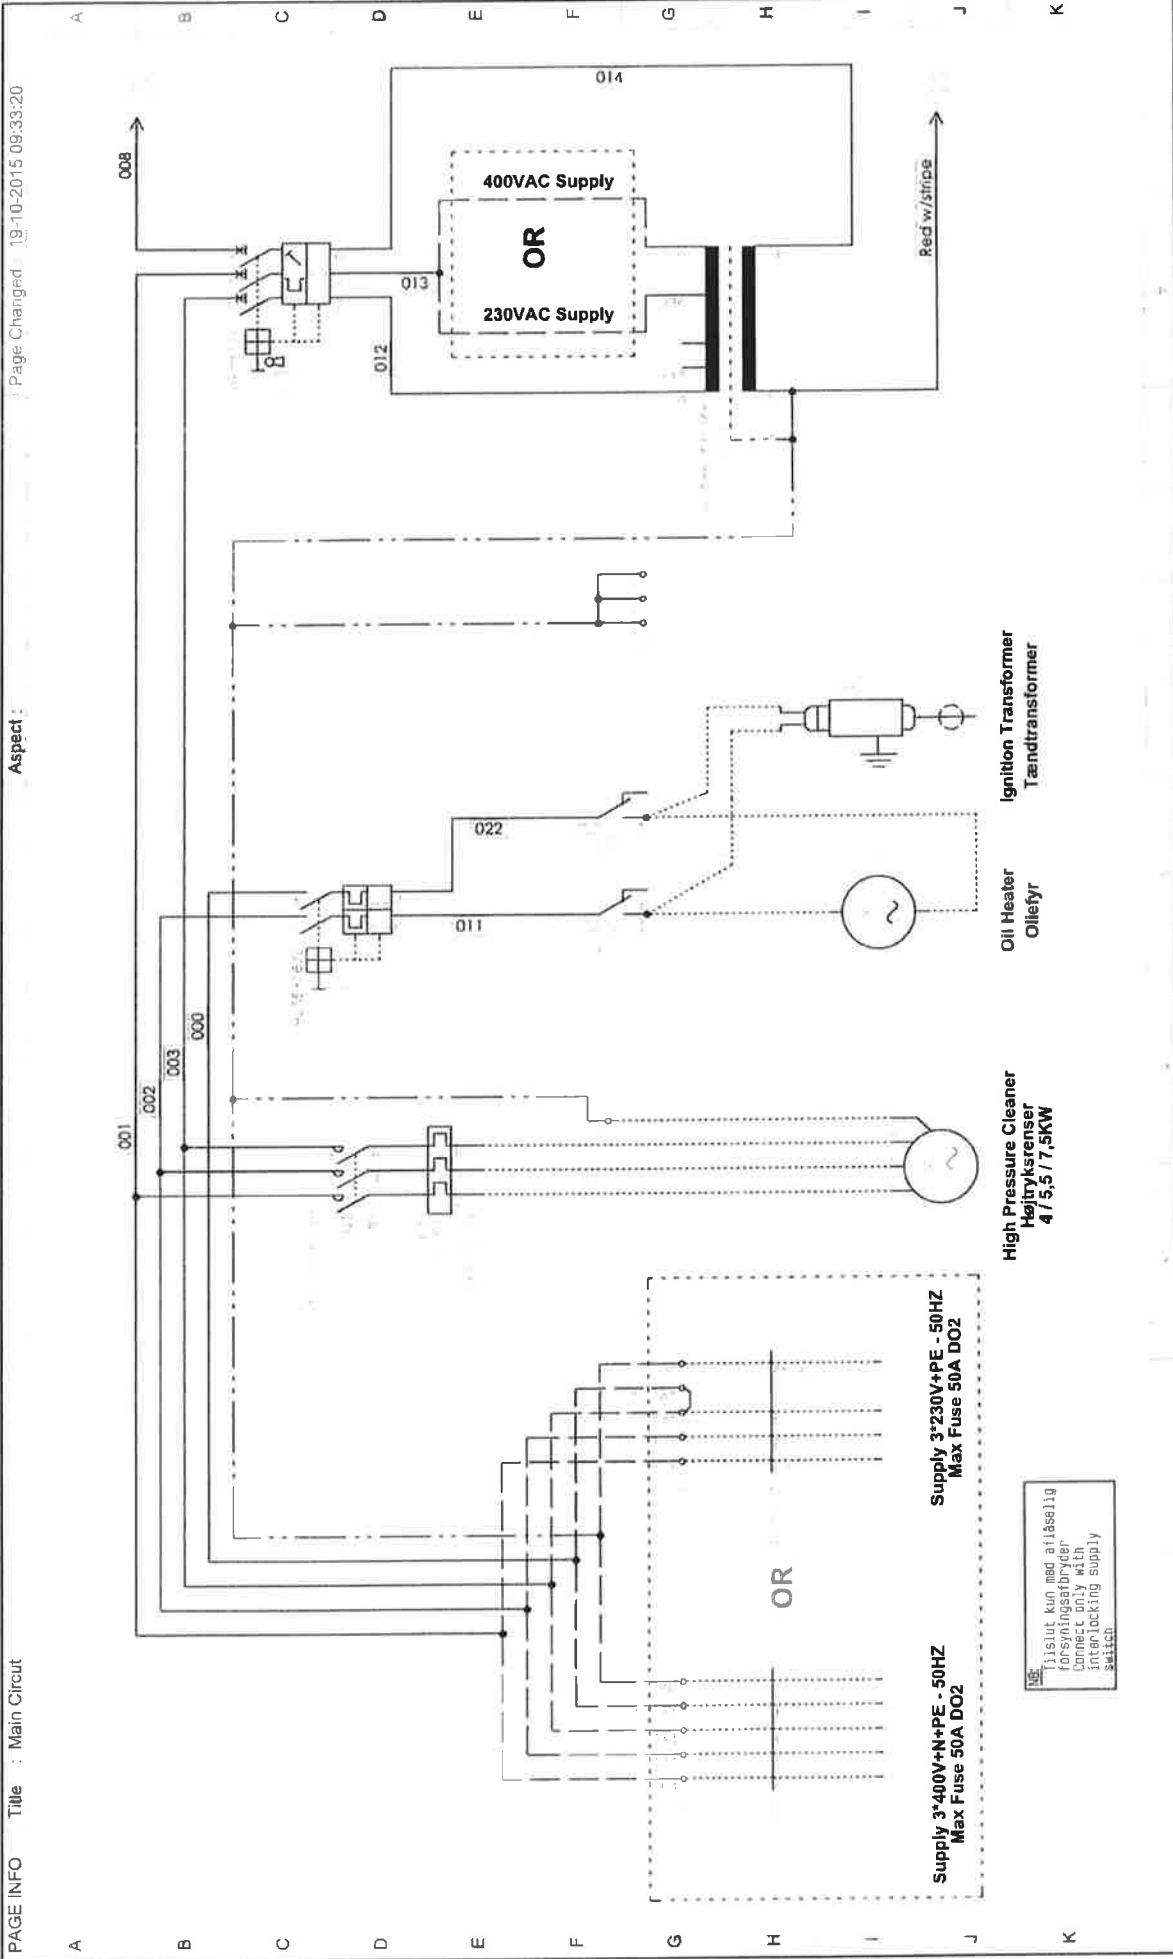 PAGE INFO
Title : Main Circut
Aspect :
: Page Changed : 19-10-2015 09:33:20
A
B
C
D
E
F
G
H
I
J
K
A
B
C
D
E
F
G
H
I
J
K
001
002
003
000
008
014
013
012
022
011
400VAC Supply
OR
230VAC Supply
Red w/stripe
Supply 3*400V+N+PE - 50HZ
Max Fuse 50A DO2
OR
Supply 3*230V+PE - 50HZ
Max Fuse 50A DO2
High Pressure Cleaner
Højtryksrenser
4 / 5,5 / 7,5KW
Oil Heater
Oliefyr
Ignition Transformer
Tændtransformer
NB:
Tilslut kun mad aflåselig
forsyningsafbryder
Connect only with
interlocking supply
switch